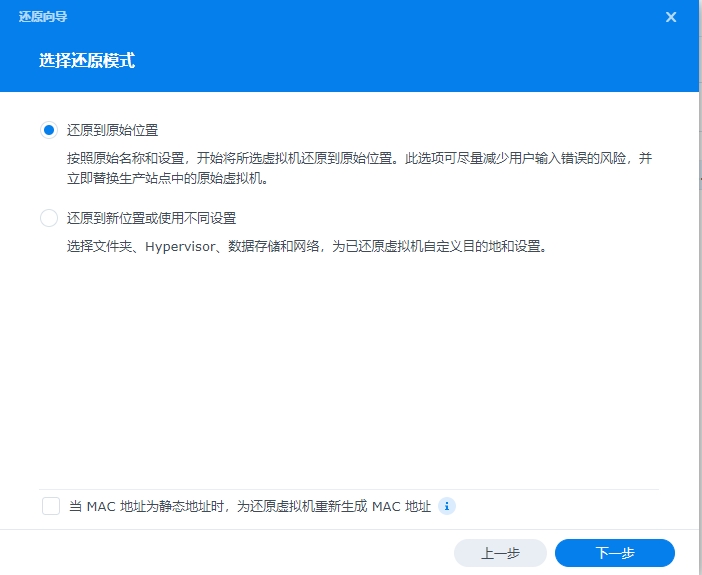 还原向导
选择还原模式
还原到原始位置
按照原始名称和设置，开始将所选虚拟机还原到原始位置。此选项可尽量减少用户输入错误的风险，并
立即替换生产站点中的原始虚拟机。
还原到新位置或使用不同设置
选择文件夹、Hypervisor、数据存储和网络，为已还原虚拟机自定义目的地和设置。
当 MAC 地址为静态地址时，为还原虚拟机重新生成 MAC 地址
上一步
下一步